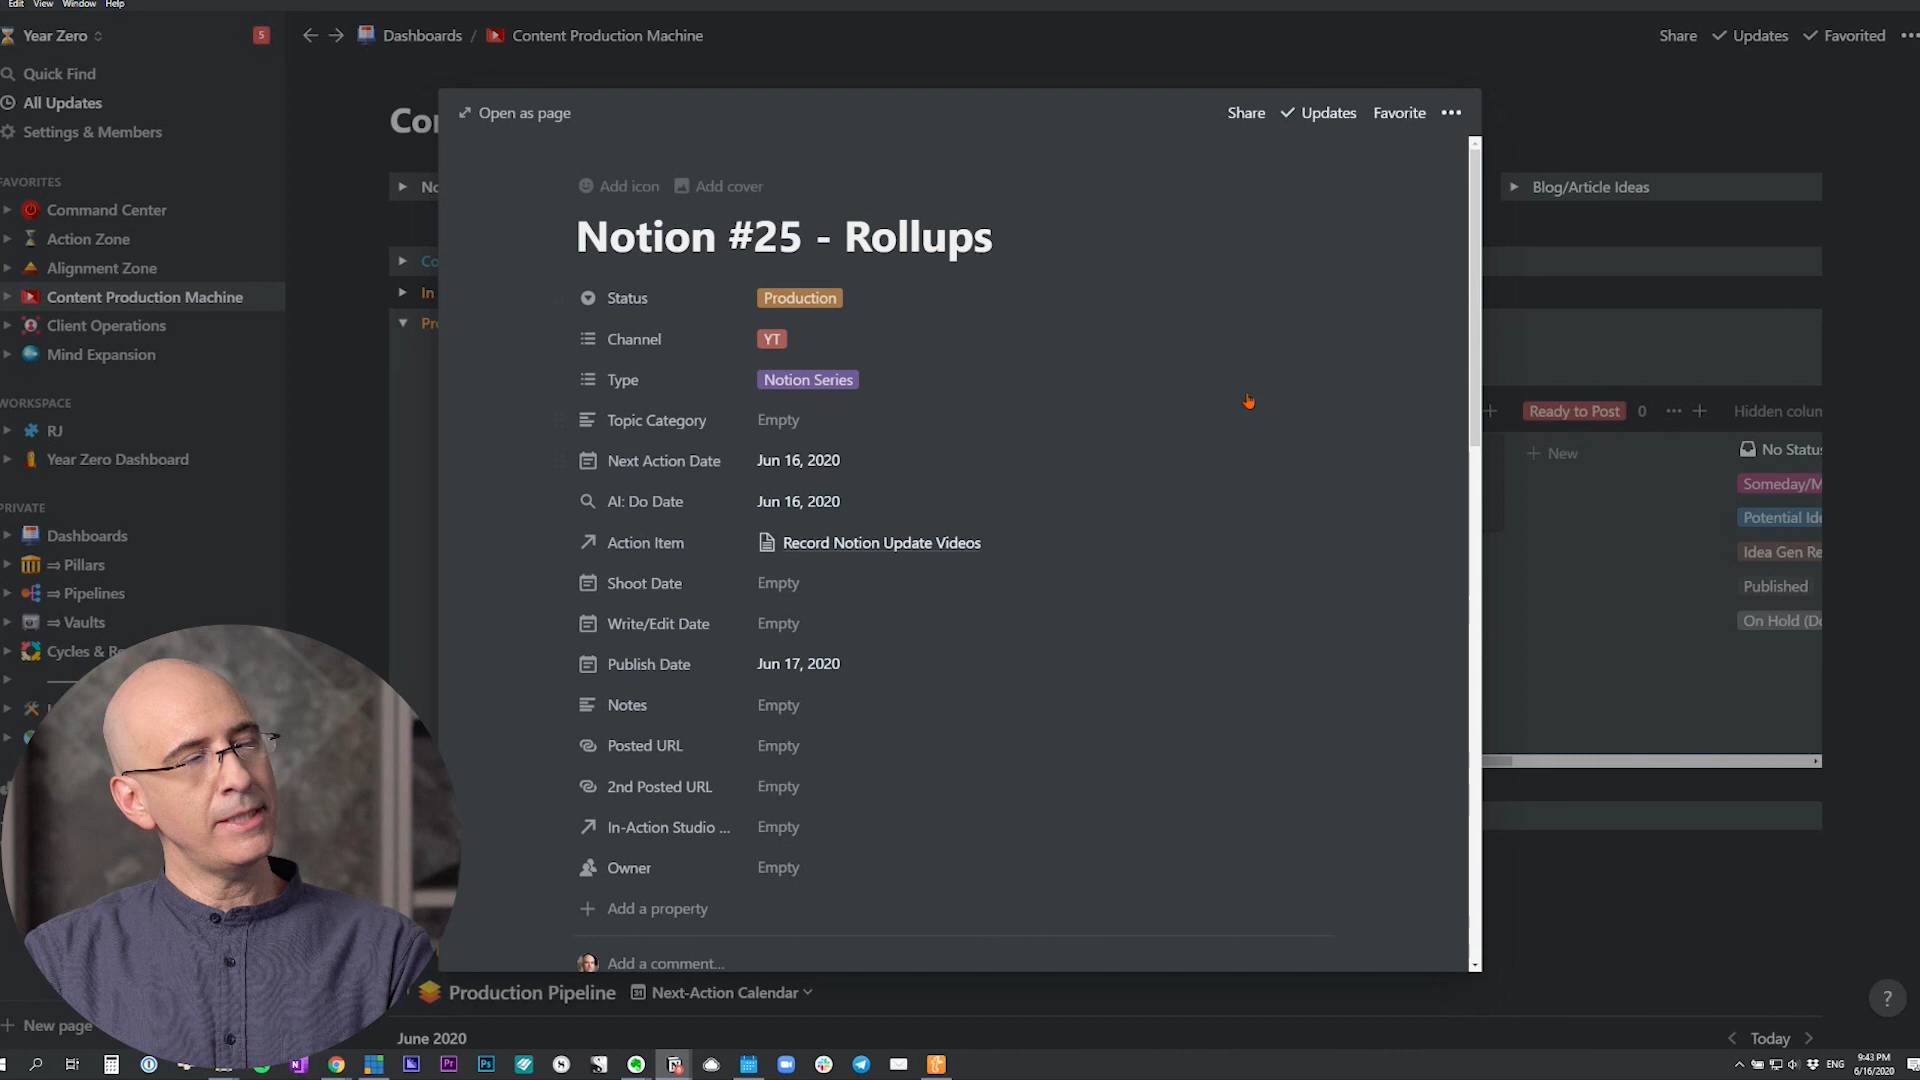 Edit View Window Help
Year Zero
5
Dashboards / Content Production Machine
Share Updates Favorited
Quick Find
All Updates
Settings & Members
FAVORITES
Command Center
Action Zone
Alignment Zone
Content Production Machine
Client Operations
Mind Expansion
WORKSPACE
RJ
Year Zero Dashboard
PRIVATE
Dashboards
⇒ Pillars
⇒ Pipelines
⇒ Vaults
Cycles & Re
New page
Open as page
Share Updates Favorite
Add icon Add cover
Notion #25 - Rollups
Status Production
Channel YT
Type Notion Series
Topic Category Empty
Next Action Date Jun 16, 2020
AI: Do Date Jun 16, 2020
Action Item Record Notion Update Videos
Shoot Date Empty
Write/Edit Date Empty
Publish Date Jun 17, 2020
Notes Empty
Posted URL Empty
2nd Posted URL Empty
In-Action Studio ... Empty
Owner Empty
Add a property
Add a comment...
Blog/Article Ideas
Ready to Post 0 Hidden colum
New
No Status
Someday/M
Potential Ide
Idea Gen Re
Published
On Hold (Do
Production Pipeline Next-Action Calendar
June 2020
Today
?
ENG
9:43 PM
6/16/2020